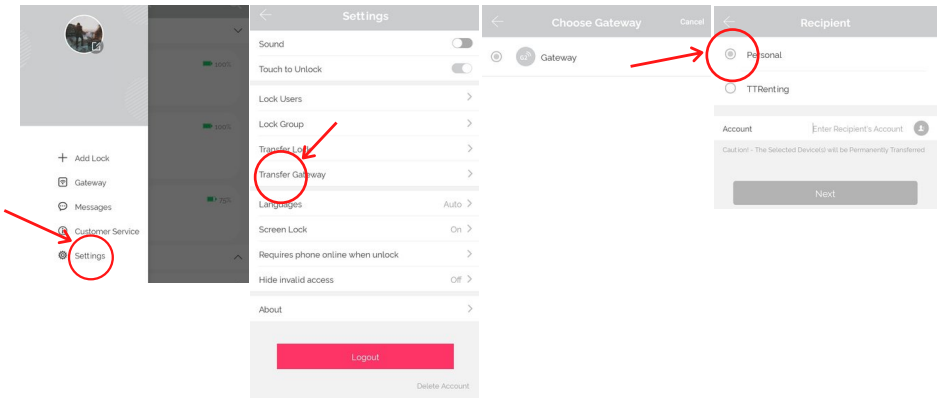 100%
100%
76%
+ Add Lock
Gateway
Messages
Customer Service
Settings
Settings
Sound
Touch to Unlock
Lock Users
Lock Group
Transfer Lock
Transfer Gateway
Languages Auto
Screen Lock On
Requires phone online when unlock
Hide invalid access Off
About
Logout
Delete Account
Choose Gateway Cancel
Gateway
Recipient
Personal
TTRenting
Account Enter Recipient's Account
Caution! - The Selected Device(s) will be Permanently Transferred
Next